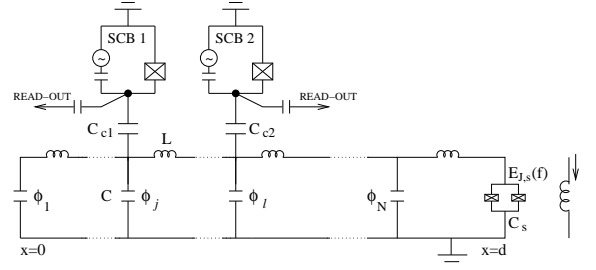 SCB 1
SCB 2
~
~
READ–OUT
READ–OUT
C c1
L
C c2
ϕ 1
C
ϕ j
ϕ l
ϕ N
E J,s (f)
C s
x=0
x=d